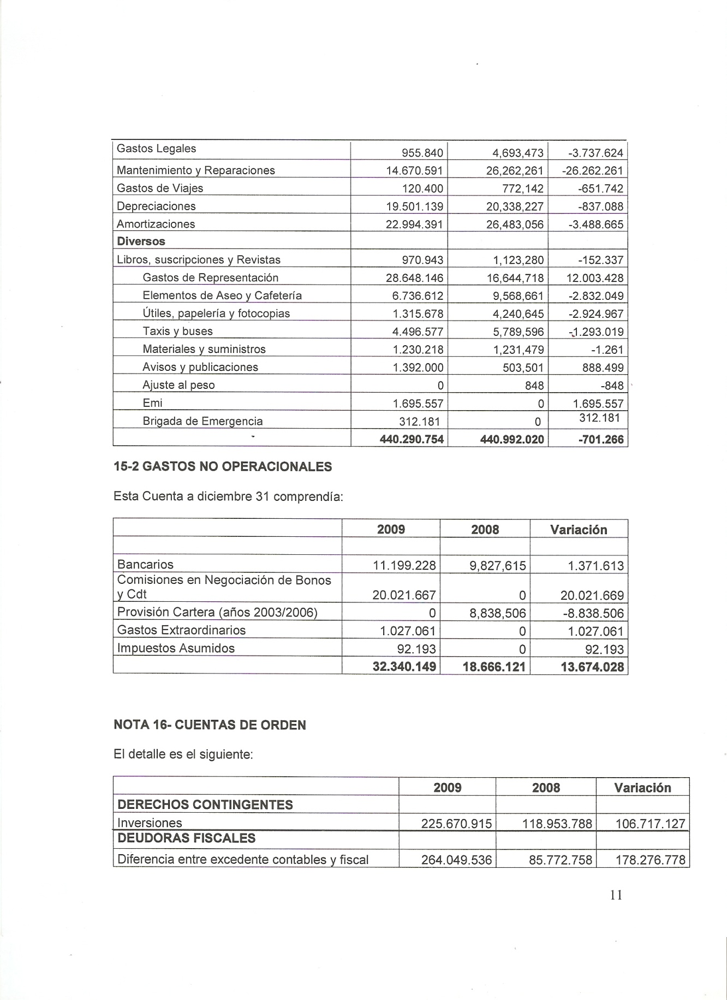 Gastos Legales 955.840 4,693,473 -3.737.624
Mantenimiento y Reparaciones 14.670.591 26,262,261 -26.262.261
Gastos de Viajes 120.400 772,142 -651.742
Depreciaciones 19.501.139 20,338,227 -837.088
Amortizaciones 22.994.391 26,483,056 -3.488.665
Diversos
Libros, suscripciones y Revistas 970.943 1,123,280 -152.337
Gastos de Representación 28.648.146 16,644,718 12.003.428
Elementos de Aseo y Cafetería 6.736.612 9,568,661 -2.832.049
Útiles, papelería y fotocopias 1.315.678 4,240,645 -2.924.967
Taxis y buses 4.496.577 5,789,596 -1.293.019
Materiales y suministros 1.230.218 1,231,479 -1.261
Avisos y publicaciones 1.392.000 503,501 888.499
Ajuste al peso 0 848 -848
Emi 1.695.557 0 1.695.557
Brigada de Emergencia 312.181 0 312.181
440.290.754 440.992.020 -701.266
15-2 GASTOS NO OPERACIONALES
Esta Cuenta a diciembre 31 comprendía:
2009 2008 Variación
Bancarios 11.199.228 9,827,615 1.371.613
Comisiones en Negociación de Bonos
y Cdt 20.021.667 0 20.021.669
Provisión Cartera (años 2003/2006) 0 8,838,506 -8.838.506
Gastos Extraordinarios 1.027.061 0 1.027.061
Impuestos Asumidos 92.193 0 92.193
32.340.149 18.666.121 13.674.028
NOTA 16- CUENTAS DE ORDEN
El detalle es el siguiente:
2009 2008 Variación
DERECHOS CONTINGENTES
Inversiones 225.670.915 118.953.788 106.717.127
DEUDORAS FISCALES
Diferencia entre excedente contables y fiscal 264.049.536 85.772.758 178.276.778
11